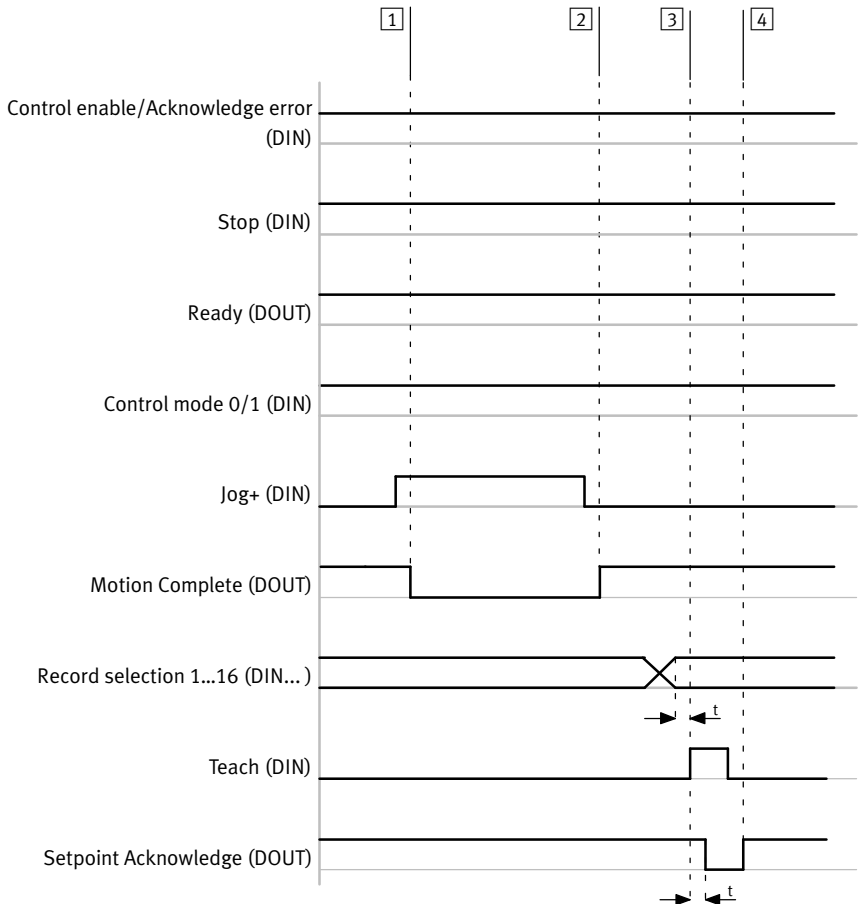 1 2 3 4
Control enable/Acknowledge error
(DIN)
Stop (DIN)
Ready (DOUT)
Control mode 0/1 (DIN)
Jog+ (DIN)
Motion Complete (DOUT)
Record selection 1...16 (DIN... )
t
Teach (DIN)
Setpoint Acknowledge (DOUT)
t